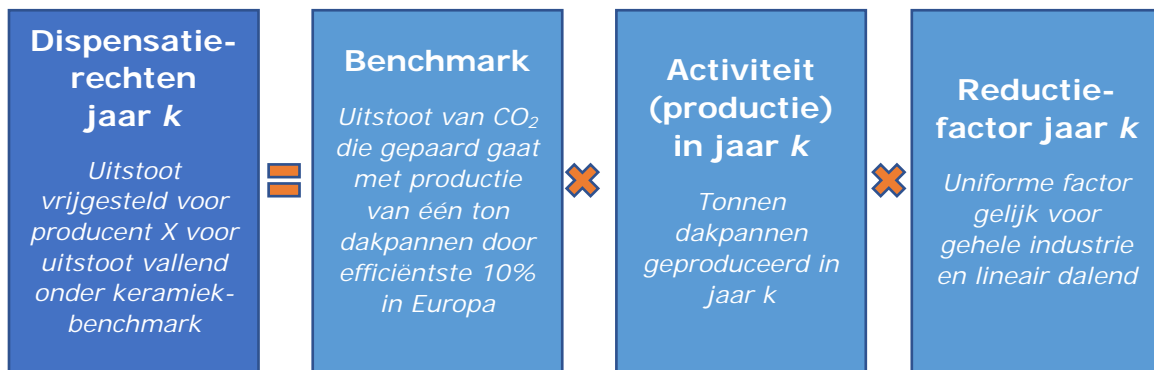 Dispensatie-
rechten
jaar k
Uitstoot
vrijgesteld voor
producent X voor
uitstoot vallend
onder keramiek-
benchmark
Benchmark
Uitstoot van CO₂
die gepaard gaat
met productie
van één ton
dakpannen door
efficiëntste 10%
in Europa
Activiteit
(productie)
in jaar k
Tonnen
dakpannen
geproduceerd in
jaar k
Reductie-
factor jaar k
Uniforme factor
gelijk voor
gehele industrie
en lineair dalend